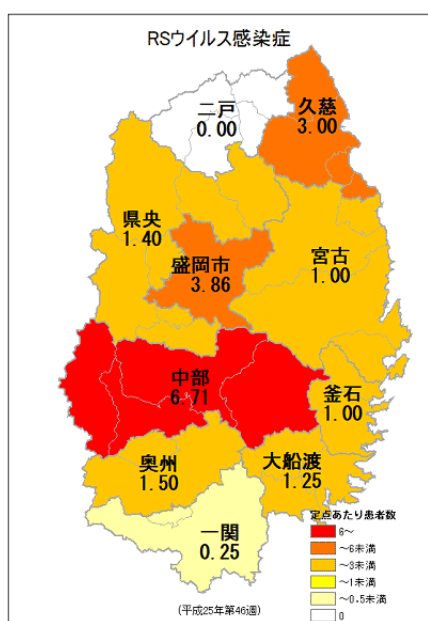 RSウイルス感染症
二戸
0.00
久慈
3.00
県央
1.40
盛岡市
3.86
宮古
1.00
中部
6.71
釜石
1.00
奥州
1.50
大船渡
1.25
一関
0.25
定点あたり患者数
6～
～6未満
～3未満
～1未満
～0.5未満
0
(平成25年第46週)